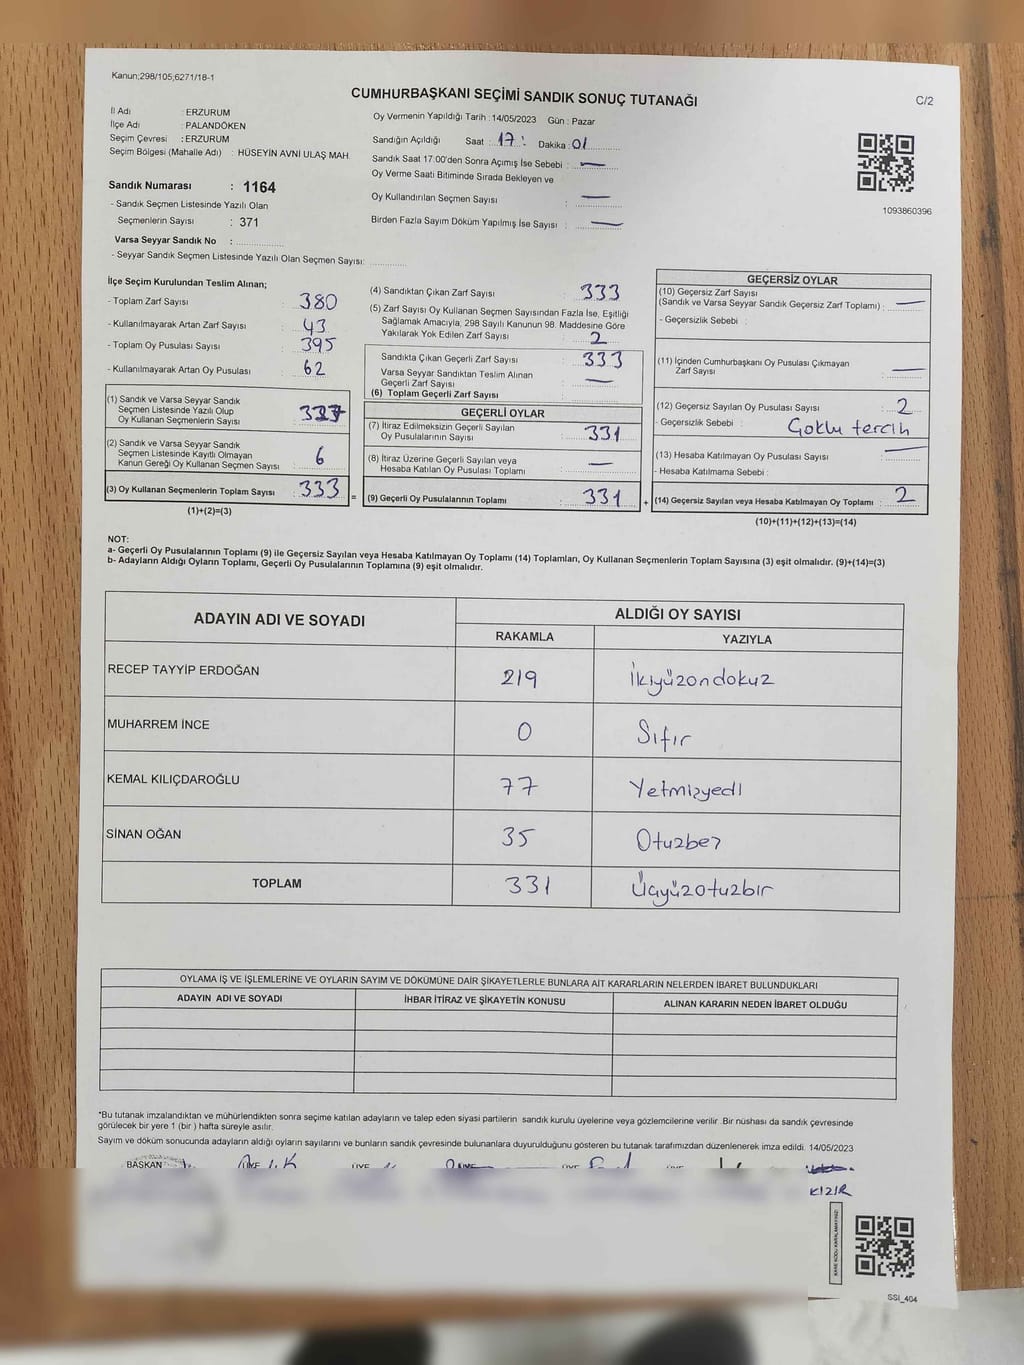 Kanun;298/105;6271/18-1
CUMHURBAŞKANI SEÇİMİ SANDIK SONUÇ TUTANAĞI
C/2
İl Adı : ERZURUM
İlçe Adı : PALANDÖKEN
Seçim Çevresi : ERZURUM
Seçim Bölgesi (Mahalle Adı) : HÜSEYİN AVNİ ULAŞ MAH.
Oy Vermenin Yapıldığı Tarih :14/05/2023 Gün : Pazar
Sandığın Açıldığı Saat : 17: Dakika : 01
Sandık Saat 17:00'den Sonra Açımış İse Sebebi : —
Oy Verme Saati Bitiminde Sırada Bekleyen ve
Oy Kullandırılan Seçmen Sayısı : —
Birden Fazla Sayım Döküm Yapılmış İse Sayısı : —
1093860396
Sandık Numarası : 1164
- Sandık Seçmen Listesinde Yazılı Olan
Seçmenlerin Sayısı : 371
Varsa Seyyar Sandık No :
- Seyyar Sandık Seçmen Listesinde Yazılı Olan Seçmen Sayısı:
İlçe Seçim Kurulundan Teslim Alınan;
- Toplam Zarf Sayısı : 380
- Kullanılmayarak Artan Zarf Sayısı : 43
- Toplam Oy Pusulası Sayısı : 395
- Kullanılmayarak Artan Oy Pusulası : 62
(1) Sandık ve Varsa Seyyar Sandık
Seçmen Listesinde Yazılı Olup
Oy Kullanan Seçmenlerin Sayısı : 327
(2) Sandık ve Varsa Seyyar Sandık
Seçmen Listesinde Kayıtlı Olmayan
Kanun Gereği Oy Kullanan Seçmen Sayısı : 6
(3) Oy Kullanan Seçmenlerin Toplam Sayısı : 333 =
(1)+(2)=(3)
(4) Sandıktan Çıkan Zarf Sayısı : 333
(5) Zarf Sayısı Oy Kullanan Seçmen Sayısından Fazla İse, Eşitliği
Sağlamak Amacıyla, 298 Sayılı Kanunun 98. Maddesine Göre
Yakılarak Yok Edilen Zarf Sayısı : 2
Sandıkta Çıkan Geçerli Zarf Sayısı : 333
Varsa Seyyar Sandıktan Teslim Alınan
Geçerli Zarf Sayısı : —
(6) Toplam Geçerli Zarf Sayısı :
GEÇERLİ OYLAR
(7) İtiraz Edilmeksizin Geçerli Sayılan
Oy Pusulalarının Sayısı : 331
(8) İtiraz Üzerine Geçerli Sayılan veya
Hesaba Katılan Oy Pusulası Toplamı : —
(9) Geçerli Oy Pusulalarının Toplamı : 331 +
GEÇERSİZ OYLAR
(10) Geçersiz Zarf Sayısı
(Sandık ve Varsa Seyyar Sandık Geçersiz Zarf Toplamı) : —
- Geçersizlik Sebebi :
(11) İçinden Cumhurbaşkanı Oy Pusulası Çıkmayan
Zarf Sayısı : —
(12) Geçersiz Sayılan Oy Pusulası Sayısı : 2
- Geçersizlik Sebebi : Çoklu tercih
(13) Hesaba Katılmayan Oy Pusulası Sayısı : —
- Hesaba Katılmama Sebebi :
(14) Geçersiz Sayılan veya Hesaba Katılmayan Oy Toplamı : 2
(10)+(11)+(12)+(13)=(14)
NOT:
a- Geçerli Oy Pusulalarının Toplamı (9) ile Geçersiz Sayılan veya Hesaba Katılmayan Oy Toplamı (14) Toplamları, Oy Kullanan Seçmenlerin Toplam Sayısına (3) eşit olmalıdır. (9)+(14)=(3)
b- Adayların Aldığı Oyların Toplamı, Geçerli Oy Pusulalarının Toplamına (9) eşit olmalıdır.
ADAYIN ADI VE SOYADI ALDIĞI OY SAYISI
RAKAMLA YAZIYLA
RECEP TAYYİP ERDOĞAN 219 İkiyüzondokuz
MUHARREM İNCE 0 Sıfır
KEMAL KILIÇDAROĞLU 77 Yetmişyedi
SİNAN OĞAN 35 Otuzbeş
TOPLAM 331 Üçyüzotuzbir
OYLAMA İŞ VE İŞLEMLERİNE VE OYLARIN SAYIM VE DÖKÜMÜNE DAİR ŞİKAYETLERLE BUNLARA AİT KARARLARIN NELERDEN İBARET BULUNDUKLARI
ADAYIN ADI VE SOYADI İHBAR İTİRAZ VE ŞİKAYETİN KONUSU ALINAN KARARIN NEDEN İBARET OLDUĞU
*Bu tutanak imzalandıktan ve mühürlendikten sonra seçime katılan adayların ve talep eden siyasi partilerin sandık kurulu üyelerine veya gözlemcilerine verilir. Bir nüshası da sandık çevresinde
görülecek bir yere 1 (bir ) hafta süreyle asılır.
Sayım ve döküm sonucunda adayların aldığı oyların sayılarını ve bunların sandık çevresinde bulunanlara duyurulduğunu gösteren bu tutanak tarafımızdan düzenlenerek imza edildi. 14/05/2023
BAŞKAN ÜYE ÜYE ÜYE ÜYE ÜYE
KIZIR
KARE KODU KARALAMAYINIZ!
SSI_404